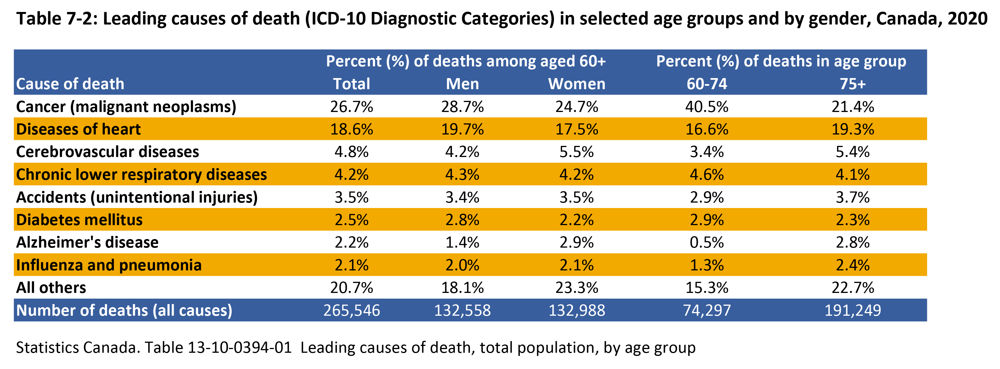 Table 7-2: Leading causes of death (ICD-10 Diagnostic Categories) in selected age groups and by gender, Canada, 2020
Percent (%) of deaths among aged 60+ Percent (%) of deaths in age group
Cause of death Total Men Women 60-74 75+
Cancer (malignant neoplasms) 26.7% 28.7% 24.7% 40.5% 21.4%
Diseases of heart 18.6% 19.7% 17.5% 16.6% 19.3%
Cerebrovascular diseases 4.8% 4.2% 5.5% 3.4% 5.4%
Chronic lower respiratory diseases 4.2% 4.3% 4.2% 4.6% 4.1%
Accidents (unintentional injuries) 3.5% 3.4% 3.5% 2.9% 3.7%
Diabetes mellitus 2.5% 2.8% 2.2% 2.9% 2.3%
Alzheimer's disease 2.2% 1.4% 2.9% 0.5% 2.8%
Influenza and pneumonia 2.1% 2.0% 2.1% 1.3% 2.4%
All others 20.7% 18.1% 23.3% 15.3% 22.7%
Number of deaths (all causes) 265,546 132,558 132,988 74,297 191,249
Statistics Canada. Table 13-10-0394-01  Leading causes of death, total population, by age group